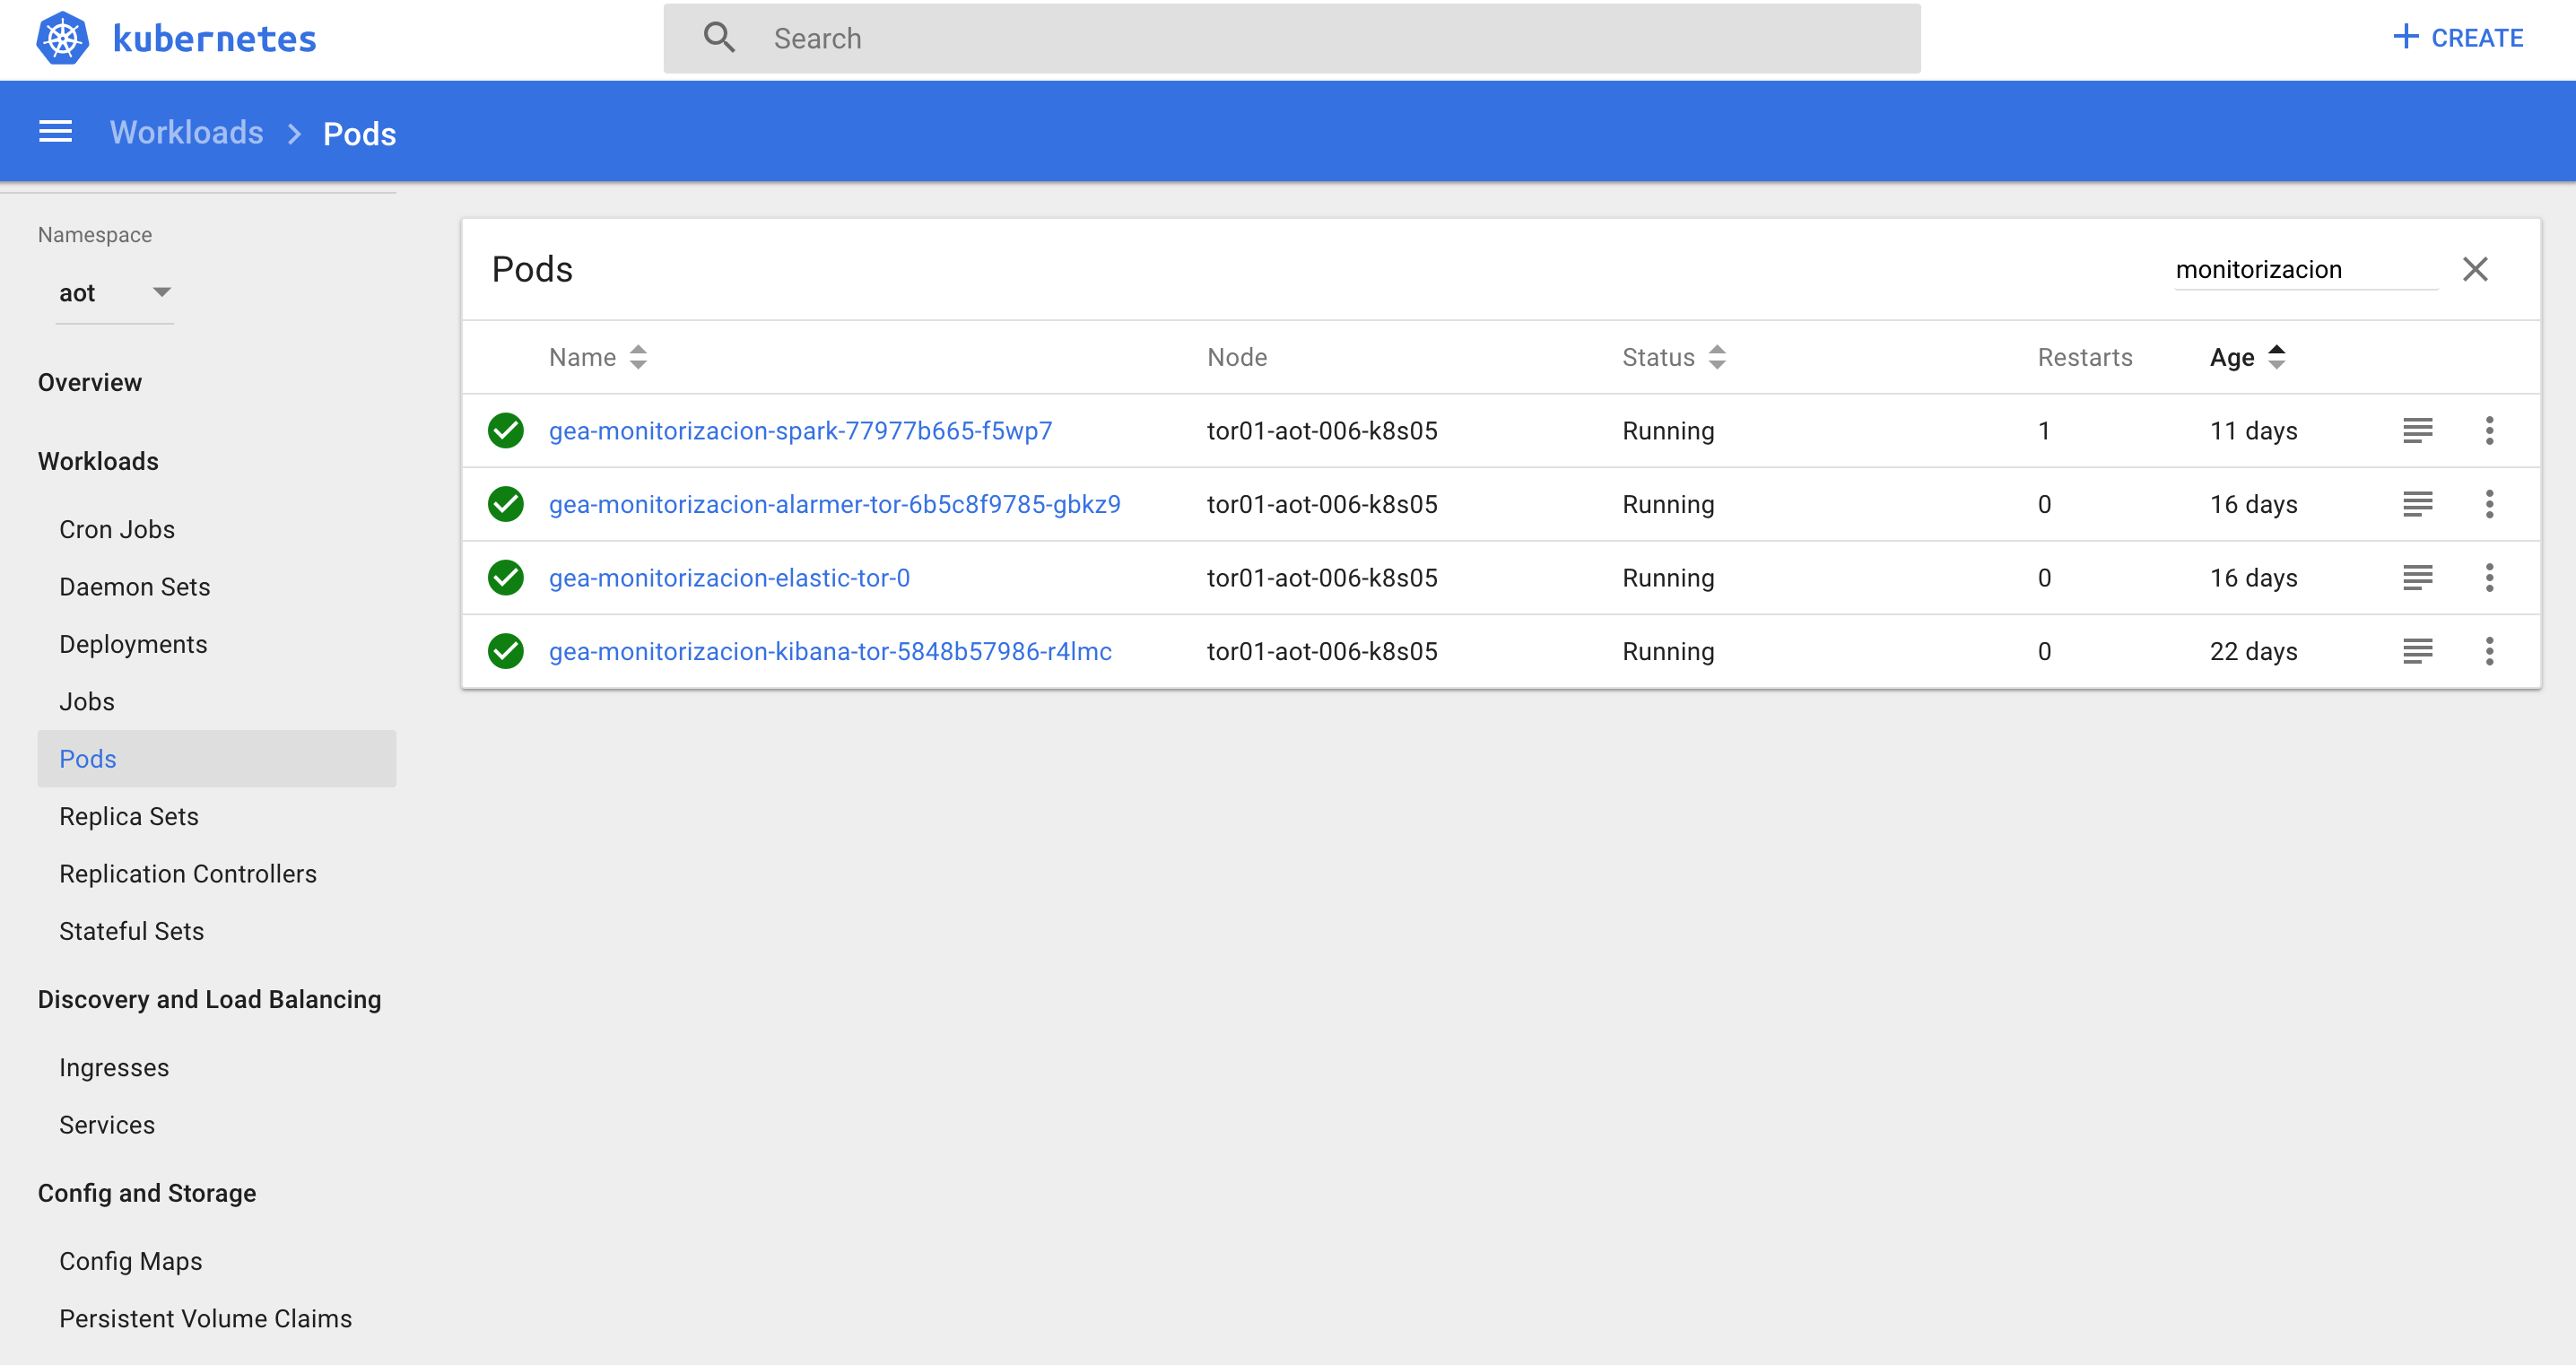 kubernetes
Search
CREATE
Workloads > Pods
Namespace
aot
Overview
Workloads
Cron Jobs
Daemon Sets
Deployments
Jobs
Pods
Replica Sets
Replication Controllers
Stateful Sets
Discovery and Load Balancing
Ingresses
Services
Config and Storage
Config Maps
Persistent Volume Claims
Pods monitorizacion
Name Node Status Restarts Age
gea-monitorizacion-spark-77977b665-f5wp7 tor01-aot-006-k8s05 Running 1 11 days
gea-monitorizacion-alarmer-tor-6b5c8f9785-gbkz9 tor01-aot-006-k8s05 Running 0 16 days
gea-monitorizacion-elastic-tor-0 tor01-aot-006-k8s05 Running 0 16 days
gea-monitorizacion-kibana-tor-5848b57986-r4lmc tor01-aot-006-k8s05 Running 0 22 days